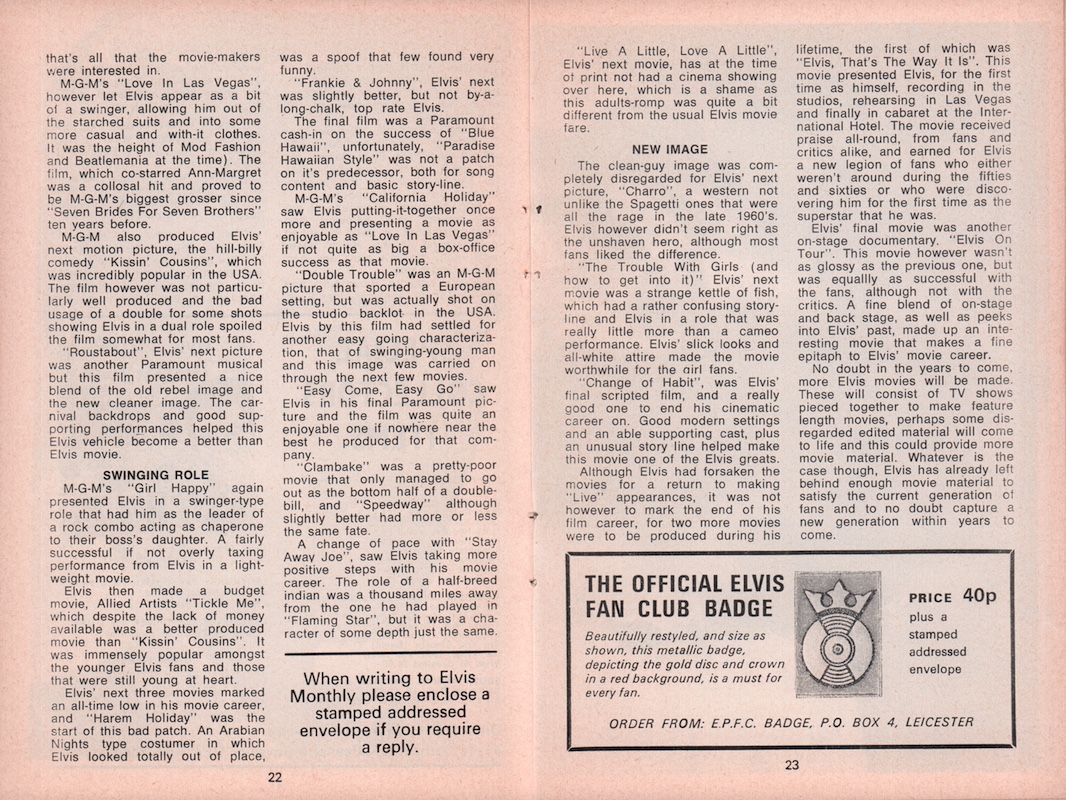 that's all that the movie-makers
were interested in.
M-G-M's "Love In Las Vegas",
however let Elvis appear as a bit
of a swinger, allowing him out of
the starched suits and into some
more casual and with-it clothes.
It was the height of Mod Fashion
and Beatlemania at the time). The
film, which co-starred Ann-Margret
was a collosal hit and proved to
be M-G-M's biggest grosser since
"Seven Brides For Seven Brothers"
ten years before.
M-G-M also produced Elvis'
next motion picture, the hill-billy
comedy "Kissin' Cousins", which
was incredibly popular in the USA.
The film however was not particu-
larly well produced and the bad
usage of a double for some shots
showing Elvis in a dual role spoiled
the film somewhat for most fans.
"Roustabout", Elvis' next picture
was another Paramount musical
but this film presented a nice
blend of the old rebel image and
the new cleaner image. The car-
nival backdrops and good sup-
porting performances helped this
Elvis vehicle become a better than
Elvis movie.
SWINGING ROLE
M-G-M's "Girl Happy" again
presented Elvis in a swinger-type
role that had him as the leader of
a rock combo acting as chaperone
to their boss's daughter. A fairly
successful if not overly taxing
performance from Elvis in a light-
weight movie.
Elvis then made a budget
movie, Allied Artists "Tickle Me",
which despite the lack of money
available was a better produced
movie than "Kissin' Cousins". It
was immensely popular amongst
the younger Elvis fans and those
that were still young at heart.
Elvis' next three movies marked
an all-time low in his movie career,
and "Harem Holiday" was the
start of this bad patch. An Arabian
Nights type costumer in which
Elvis looked totally out of place,
was a spoof that few found very
funny.
"Frankie & Johnny", Elvis' next
was slightly better, but not by-a-
long-chalk, top rate Elvis.
The final film was a Paramount
cash-in on the success of "Blue
Hawaii", unfortunately, "Paradise
Hawaiian Style" was not a patch
on it's predecessor, both for song
content and basic story-line.
M-G-M's "California Holiday"
saw Elvis putting-it-together once
more and presenting a movie as
enjoyable as "Love In Las Vegas"
if not quite as big a box-office
success as that movie.
"Double Trouble" was an M-G-M
picture that sported a European
setting, but was actually shot on
the studio backlot in the USA.
Elvis by this film had settled for
another easy going characteriza-
tion, that of swinging-young man
and this image was carried on
through the next few movies.
"Easy Come, Easy Go" saw
Elvis in his final Paramount pic-
ture and the film was quite an
enjoyable one if nowhere near the
best he produced for that com-
pany.
"Clambake" was a pretty-poor
movie that only managed to go
out as the bottom half of a double-
bill, and "Speedway" although
slightly better had more or less
the same fate.
A change of pace with "Stay
Away Joe", saw Elvis taking more
positive steps with his movie
career. The role of a half-breed
indian was a thousand miles away
from the one he had played in
"Flaming Star", but it was a cha-
racter of some depth just the same.
When writing to Elvis
Monthly please enclose a
stamped addressed
envelope if you require
a reply.
22
"Live A Little, Love A Little",
Elvis' next movie, has at the time
of print not had a cinema showing
over here, which is a shame as
this adults-romp was quite a bit
different from the usual Elvis movie
fare.
NEW IMAGE
The clean-guy image was com-
pletely disregarded for Elvis' next
picture, "Charro", a western not
unlike the Spagetti ones that were
all the rage in the late 1960's.
Elvis however didn't seem right as
the unshaven hero, although most
fans liked the difference.
"The Trouble With Girls (and
how to get into it)" Elvis' next
movie was a strange kettle of fish,
which had a rather confusing story-
line and Elvis in a role that was
really little more than a cameo
performance. Elvis' slick looks and
all-white attire made the movie
worthwhile for the girl fans.
"Change of Habit", was Elvis'
final scripted film, and a really
good one to end his cinematic
career on. Good modern settings
and an able supporting cast, plus
an unusual story line helped make
this movie one of the Elvis greats.
Although Elvis had forsaken the
movies for a return to making
"Live" appearances, it was not
however to mark the end of his
film career, for two more movies
were to be produced during his
lifetime, the first of which was
"Elvis, That's The Way It Is". This
movie presented Elvis, for the first
time as himself, recording in the
studios, rehearsing in Las Vegas
and finally in cabaret at the Inter-
national Hotel. The movie received
praise all-round, from fans and
critics alike, and earned for Elvis
a new legion of fans who either
weren't around during the fifties
and sixties or who were disco-
vering him for the first time as the
superstar that he was.
Elvis' final movie was another
on-stage documentary. "Elvis On
Tour". This movie however wasn't
as glossy as the previous one, but
was equallly as successful with
the fans, although not with the
critics. A fine blend of on-stage
and back stage, as well as peeks
into Elvis' past, made up an inte-
resting movie that makes a fine
epitaph to Elvis' movie career.
No doubt in the years to come,
more Elvis movies will be made.
These will consist of TV shows
pieced together to make feature
length movies, perhaps some dis-
regarded edited material will come
to life and this could provide more
movie material. Whatever is the
case though, Elvis has already left
behind enough movie material to
satisfy the current generation of
fans and to no doubt capture a
new generation within years to
come.
THE OFFICIAL ELVIS
FAN CLUB BADGE
Beautifully restyled, and size as
shown, this metallic badge,
depicting the gold disc and crown
in a red background, is a must for
every fan.
PRICE 40p
plus a
stamped
addressed
envelope
ORDER FROM: E.P.F.C. BADGE, P.O. BOX 4, LEICESTER
23